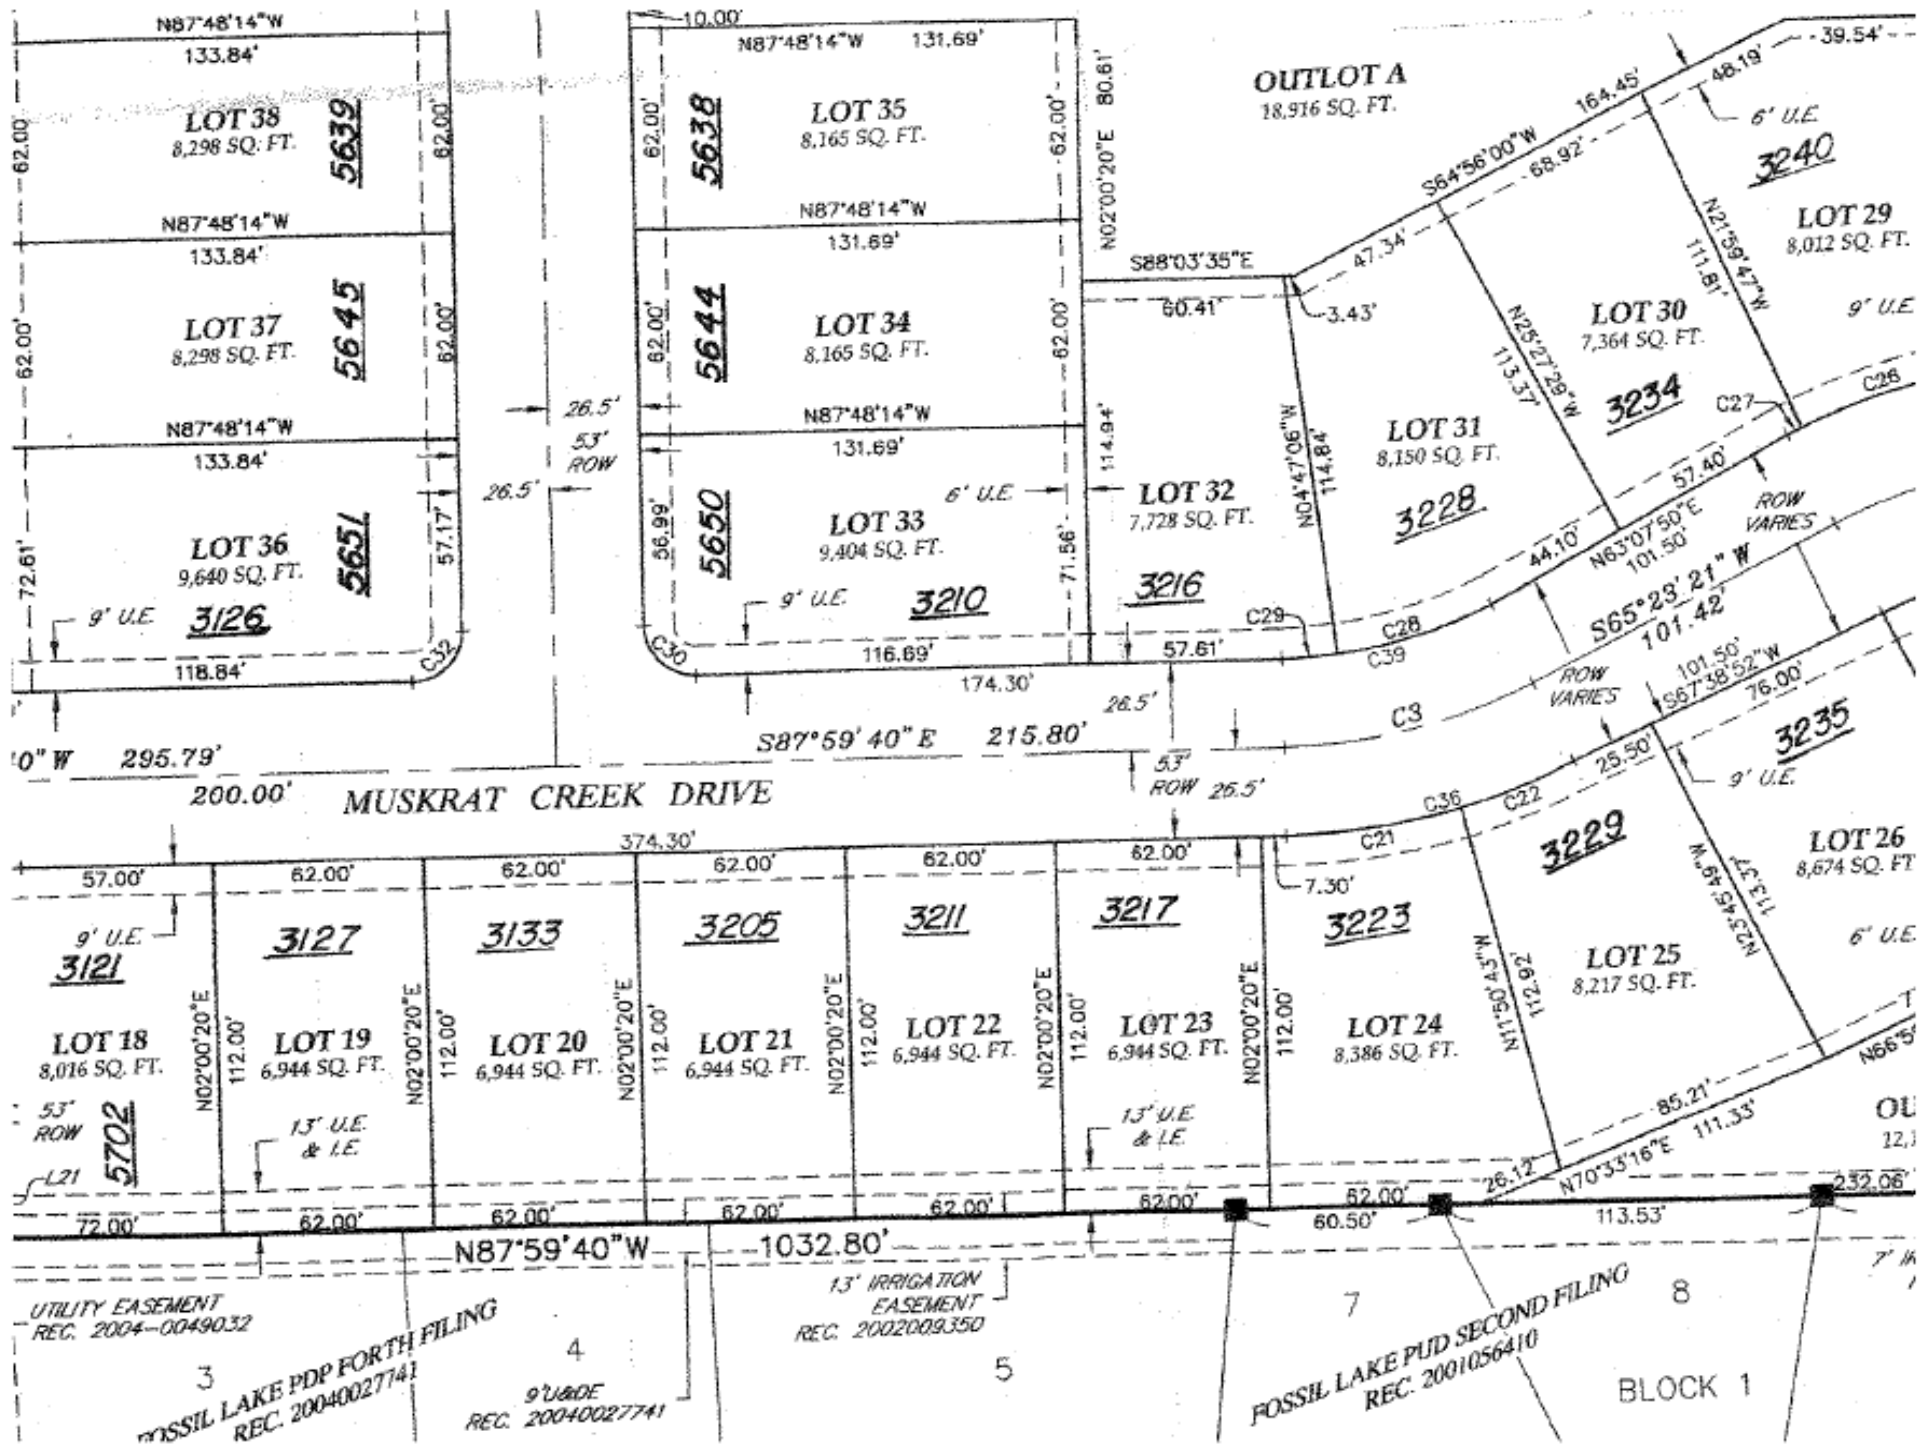 N87°48'14"W
133.84'
10.00'
N87°48'14"W 131.69'
39.54'
48.19'
164.45'
OUTLOT A
18,916 SQ. FT.
6' U.E.
3240
LOT 38
8,298 SQ. FT.
5639
62.00'
62.00'
62.00'
5638
LOT 35
8,165 SQ. FT.
62.00'
N02°00'20"E 80.61'
S64°56'00"W
68.92'
N87°48'14"W
133.84'
N87°48'14"W
131.69'
S88°03'35"E
60.41'
47.34'
3.43'
N21°59'47"W
111.81'
LOT 29
8,012 SQ. FT.
9' U.E.
LOT 37
8,298 SQ. FT.
5645
62.00'
62.00'
62.00'
5644
LOT 34
8,165 SQ. FT.
62.00'
N25°27'29"W
113.37'
LOT 30
7,364 SQ. FT.
3234
C27
C26
N87°48'14"W
133.84'
26.5'
53'
ROW
26.5'
N87°48'14"W
131.69'
114.94'
N04°47'06"W
114.84'
LOT 31
8,150 SQ. FT.
3228
57.40'
ROW
VARIES
LOT 36
9,640 SQ. FT.
5651
57.17'
72.61'
9' U.E.
3126
118.84'
C32
56.99'
5650
LOT 33
9,404 SQ. FT.
6' U.E.
71.56'
9' U.E.
3210
C30
116.69'
174.30'
LOT 32
7,728 SQ. FT.
3216
57.61'
C29
C28
C39
44.10'
N63°07'50"E
101.50'
S65°23'21"W
101.42'
ROW
VARIES
101.50'
S67°38'52"W
76.00'
3235
9' U.E.
0"W 295.79'
200.00'
MUSKRAT CREEK DRIVE
S87°59'40"E 215.80'
26.5'
53'
ROW 26.5'
C3
C36
C22
25.50'
C21
374.30'
57.00'
62.00'
62.00'
62.00'
62.00'
62.00'
7.30'
9' U.E.
3121
LOT 18
8,016 SQ. FT.
53'
ROW
5702
L21
72.00'
N02°00'20"E
112.00'
3127
LOT 19
6,944 SQ. FT.
13' U.E.
& I.E.
62.00'
N02°00'20"E
112.00'
3133
LOT 20
6,944 SQ. FT.
62.00'
N02°00'20"E
112.00'
3205
LOT 21
6,944 SQ. FT.
62.00'
N02°00'20"E
112.00'
3211
LOT 22
6,944 SQ. FT.
62.00'
N02°00'20"E
112.00'
3217
LOT 23
6,944 SQ. FT.
13' U.E.
& I.E.
62.00'
N02°00'20"E
112.00'
3223
LOT 24
8,386 SQ. FT.
62.00'
N11°50'43"W
112.92'
3229
LOT 25
8,217 SQ. FT.
N23°45'49"W
113.37'
LOT 26
8,674 SQ. FT
6' U.E.
85.21'
111.33'
26.12'
N70°33'16"E
N66°5
OU
12,1
232.06'
60.50'
113.53'
N87°59'40"W 1032.80'
UTILITY EASEMENT
REC. 2004-0049032
13' IRRIGATION
EASEMENT
REC. 2002009350
3
FOSSIL LAKE PDP FORTH FILING
REC. 20040027741
4
9'U&DE
REC. 20040027741
5
7
FOSSIL LAKE PUD SECOND FILING
REC. 2001056410
8
BLOCK 1
7' IR